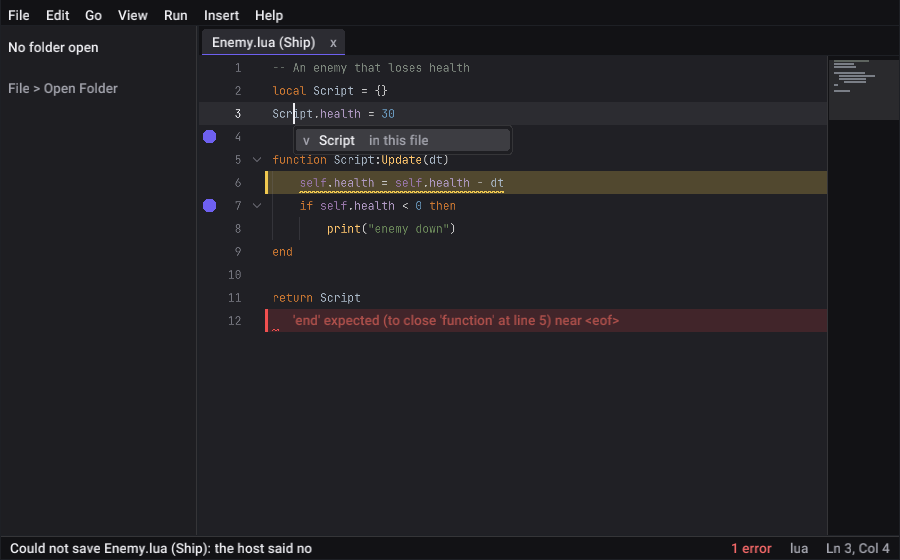 File Edit Go View Run Insert Help
No folder open
File > Open Folder
Enemy.lua (Ship) x
1 -- An enemy that loses health
2 local Script = {}
3 Script.health = 30
4
v Script in this file
5 function Script:Update(dt)
6 self.health = self.health - dt
7 if self.health < 0 then
8 print("enemy down")
9 end
10
11 return Script
12 'end' expected (to close 'function' at line 5) near <eof>
Could not save Enemy.lua (Ship): the host said no
1 error lua Ln 3, Col 4